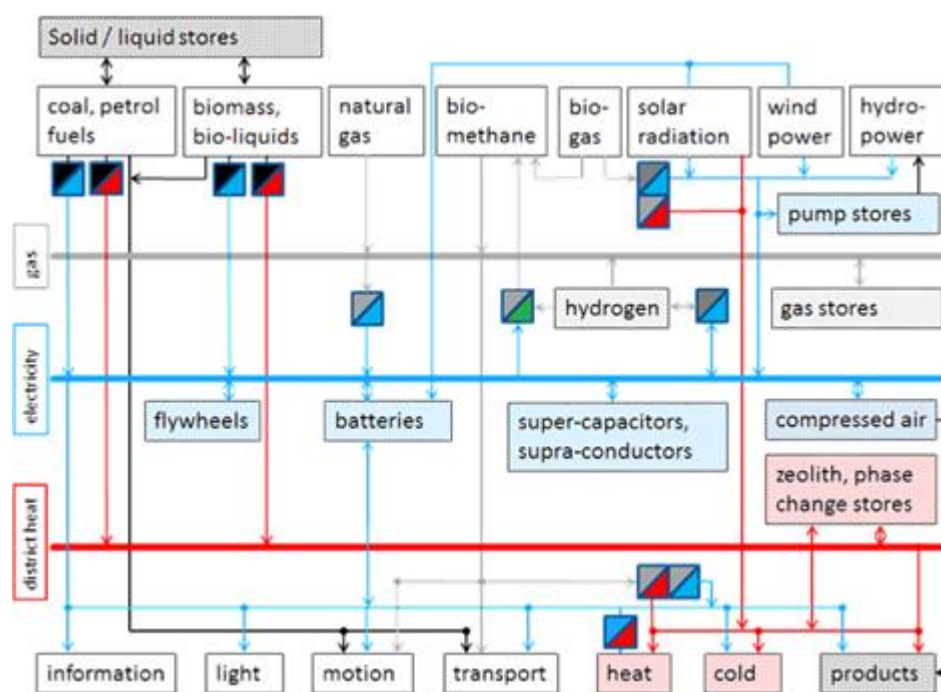 Solid / liquid stores
coal, petrol
fuels
biomass,
bio-liquids
natural
gas
bio-
methane
bio-
gas
solar
radiation
wind
power
hydro-
power
pump stores
gas
hydrogen
gas stores
electricity
flywheels
batteries
super-capacitors,
supra-conductors
compressed air
zeolith, phase
change stores
district heat
information
light
motion
transport
heat
cold
products